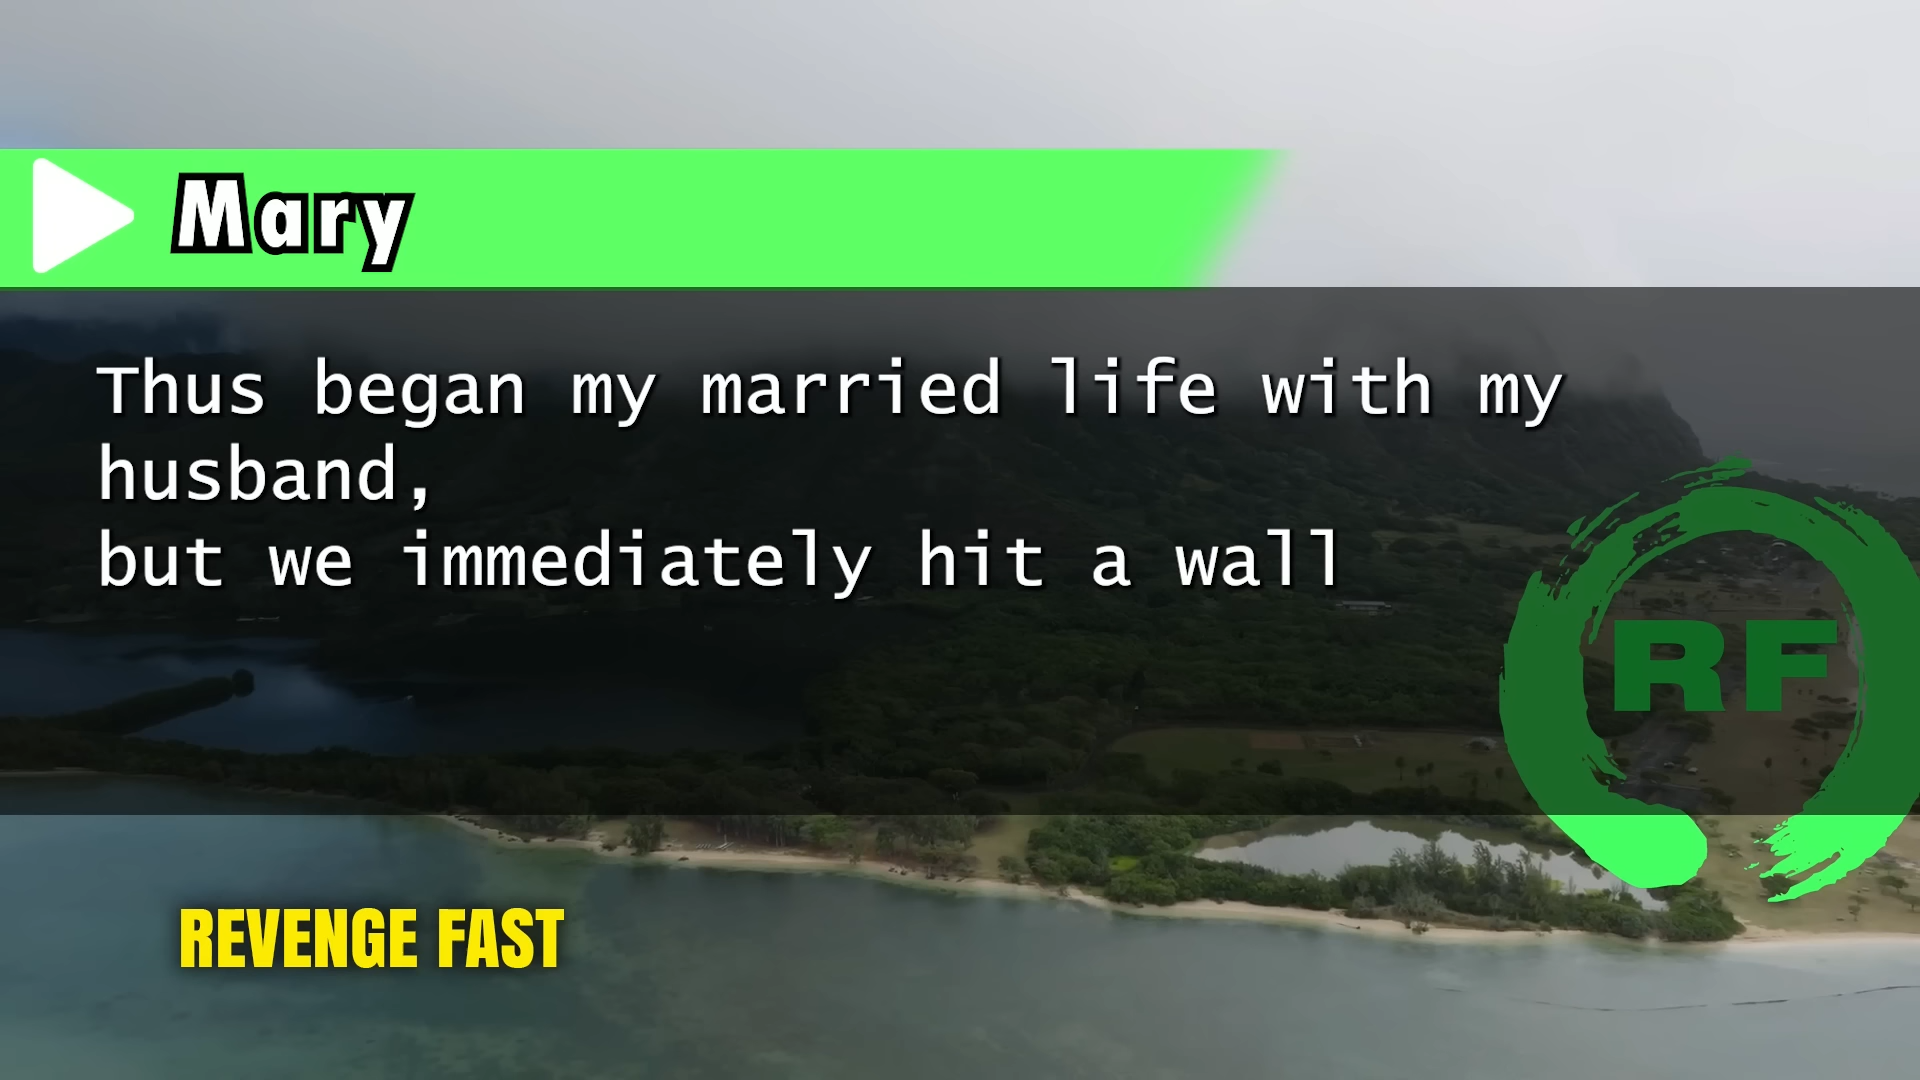 Mary
Thus began my married life with my
husband,
but we immediately hit a wall
RF
REVENGE FAST